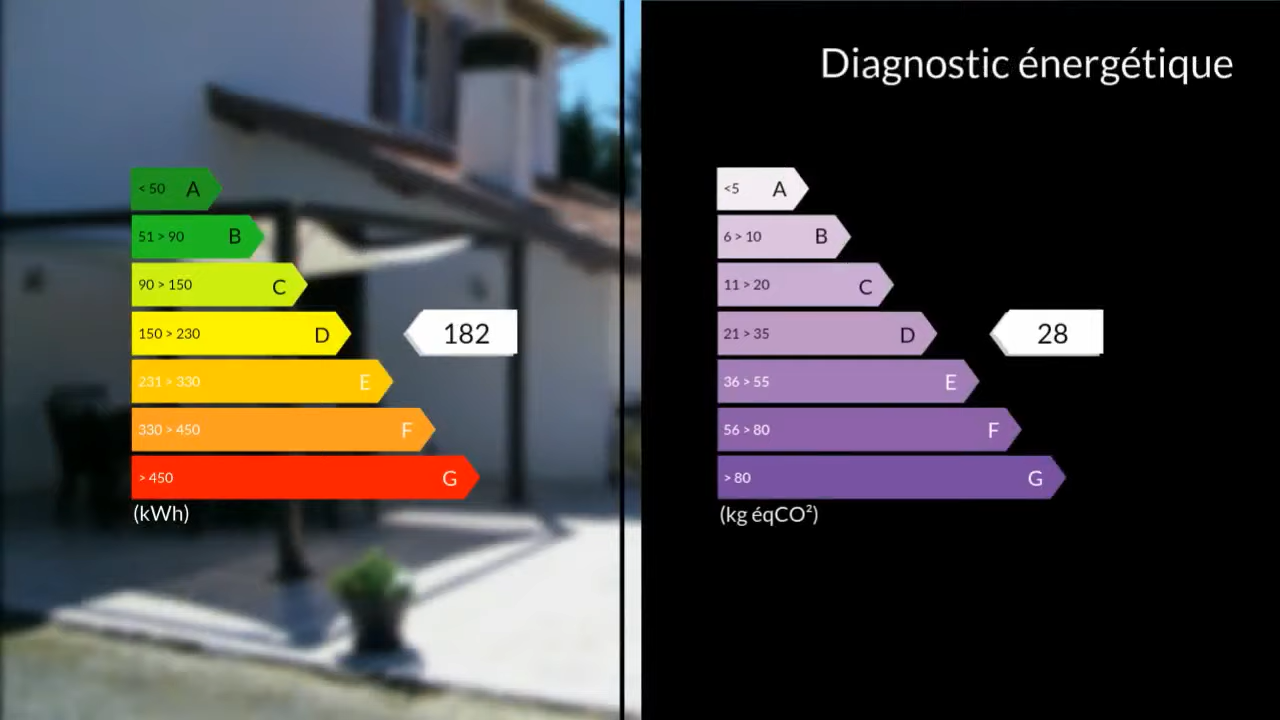 Diagnostic énergétique
<50 A
51 > 90 B
90 > 150 C
150 > 230 D
182
231 > 330 E
330 > 450 F
> 450 G
(kWh)
<5 A
6 > 10 B
11 > 20 C
21 > 35 D
28
36 > 55 E
56 > 80 F
> 80 G
(kg éqCO²)